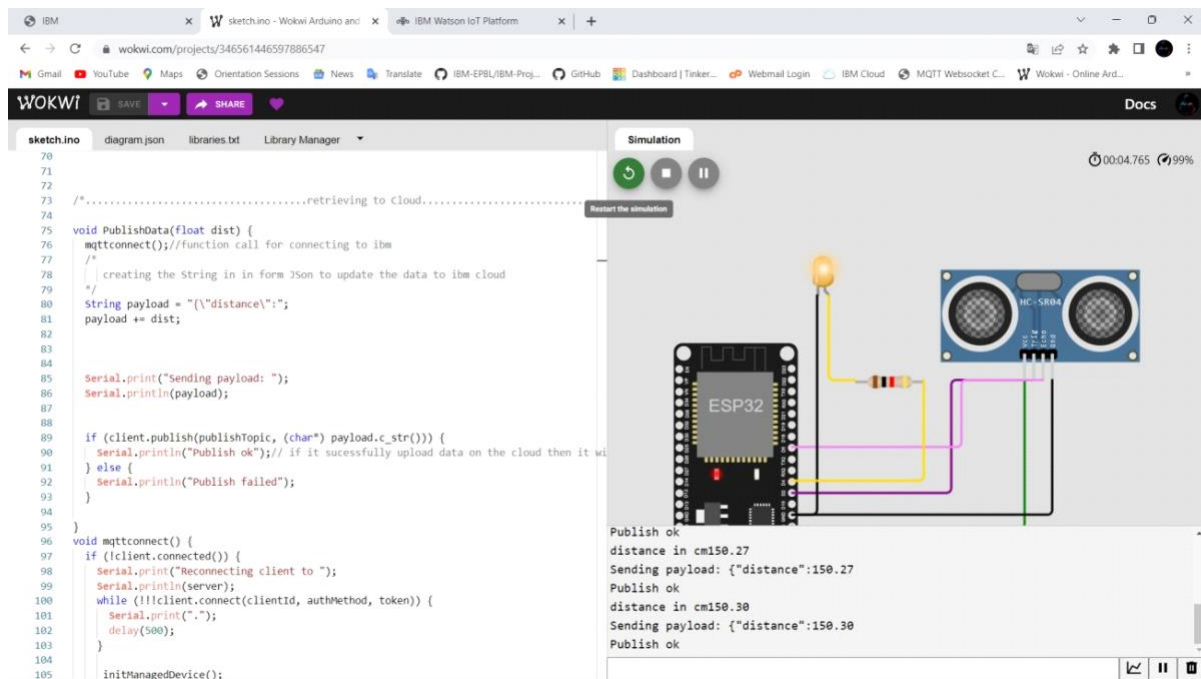 IBM
sketch.ino - Wokwi Arduino and
IBM Watson IoT Platform
wokwi.com/projects/346561446597886547
Gmail YouTube Maps Orientation Sessions News Translate IBM-EPBL/IBM-Proj... GitHub Dashboard | Tinker... Webmail Login IBM Cloud MQTT Websocket C... Wokwi - Online Ard... »
WOKWI SAVE SHARE Docs
sketch.ino diagram.json libraries.txt Library Manager
70
71
72
73 /*.....................................retrieving to Cloud...........................
74
75 void PublishData(float dist) {
76 mqttconnect();//function call for connecting to ibm
77 /*
78 creating the String in in form JSon to update the data to ibm cloud
79 */
80 String payload = "{\"distance\":";
81 payload += dist;
82
83
84
85 Serial.print("Sending payload: ");
86 Serial.println(payload);
87
88
89 if (client.publish(publishTopic, (char*) payload.c_str())) {
90 Serial.println("Publish ok");// if it sucessfully upload data on the cloud then it wi
91 } else {
92 Serial.println("Publish failed");
93 }
94
95 }
96 void mqttconnect() {
97 if (!client.connected()) {
98 Serial.print("Reconnecting client to ");
99 Serial.println(server);
100 while (!!!client.connect(clientId, authMethod, token)) {
101 Serial.print(".");
102 delay(500);
103 }
104
105 initManagedDevice();
Simulation
00:04.765 99%
Restart the simulation
HC-SR04
Vcc
Trig
Echo
Gnd
ESP32
Publish ok
distance in cm150.27
Sending payload: {"distance":150.27
Publish ok
distance in cm150.30
Sending payload: {"distance":150.30
Publish ok